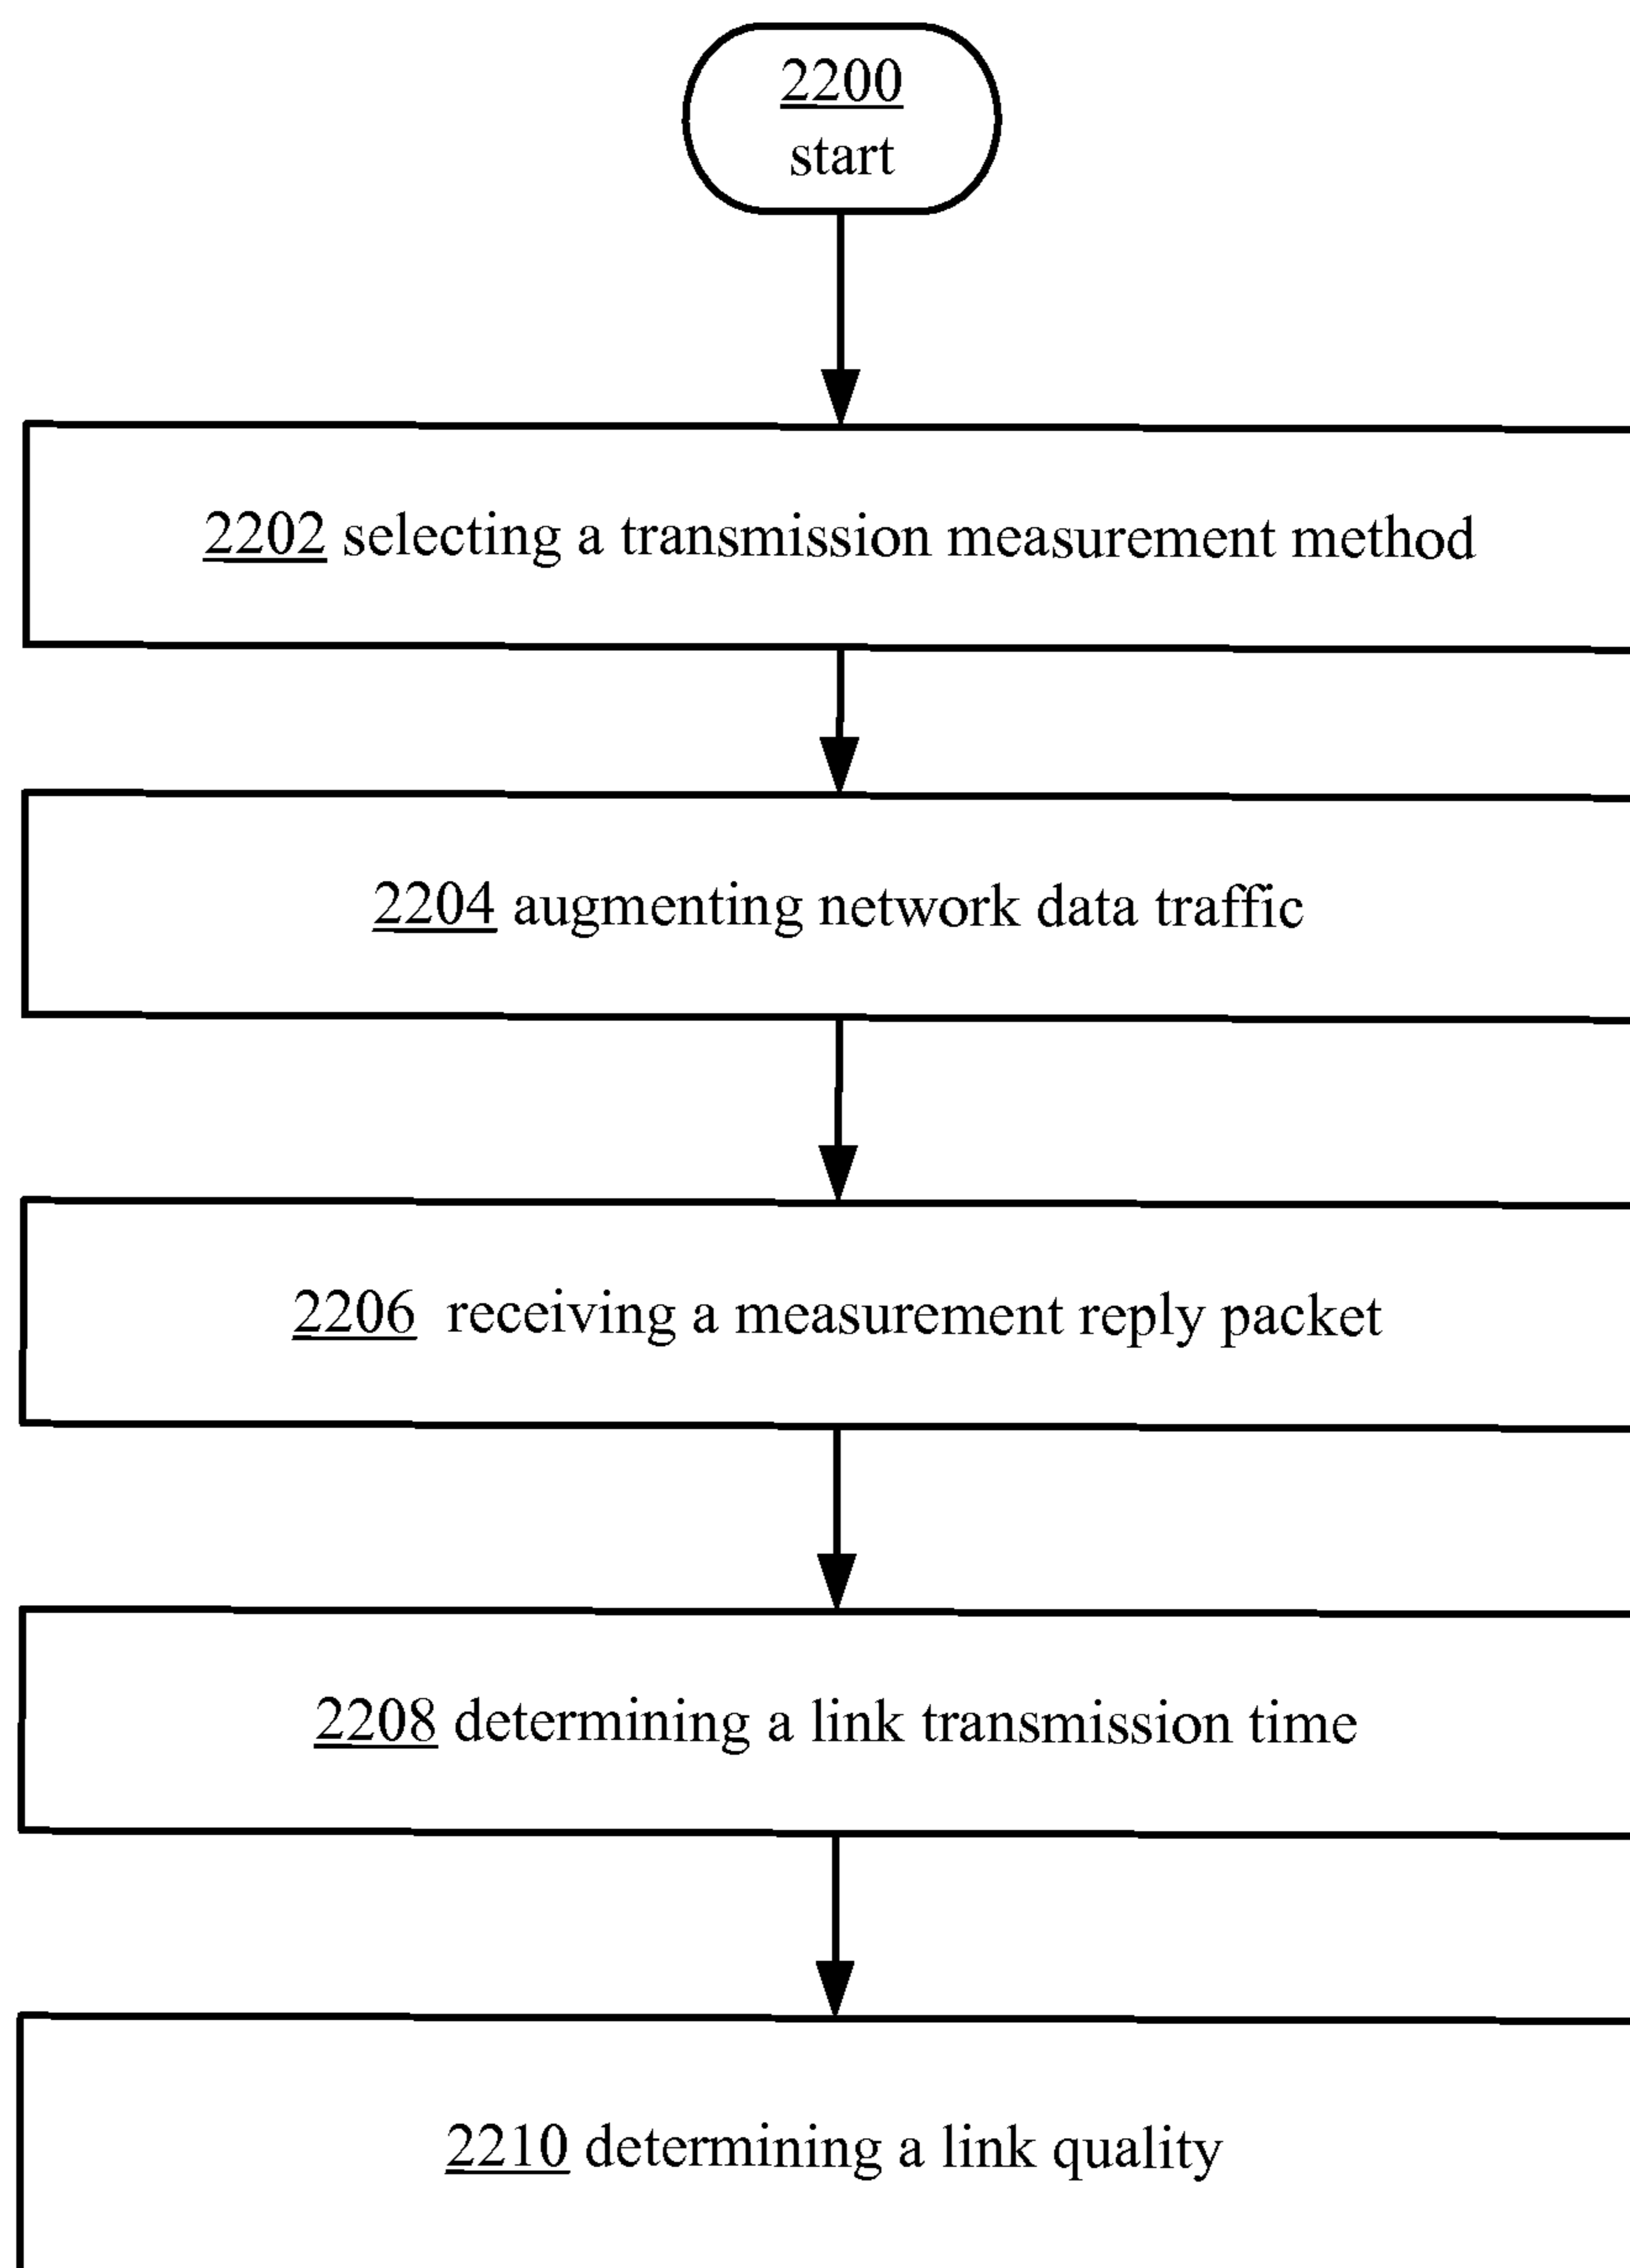 2200
start
2202 selecting a transmission measurement method
2204 augmenting network data traffic
2206 receiving a measurement reply packet
2208 determining a link transmission time
2210 determining a link quality